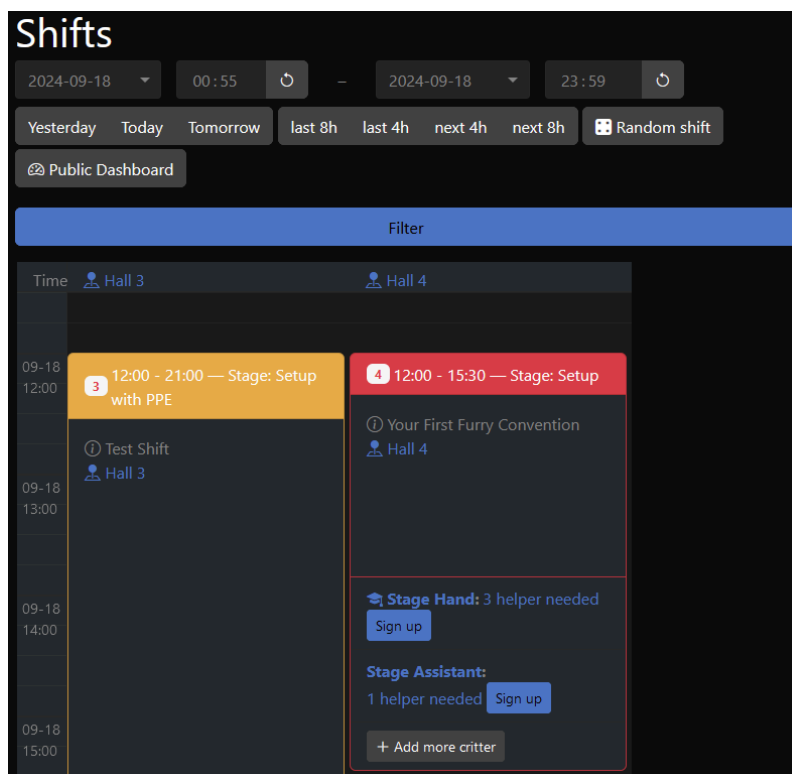 Shifts
2024-09-18 00:55 – 2024-09-18 23:59
Yesterday Today Tomorrow last 8h last 4h next 4h next 8h Random shift
Public Dashboard
Filter
Time Hall 3 Hall 4
09-18
12:00
3 12:00 - 21:00 — Stage: Setup
with PPE
Test Shift
Hall 3
4 12:00 - 15:30 — Stage: Setup
Your First Furry Convention
Hall 4
09-18
13:00
09-18
14:00
Stage Hand: 3 helper needed
Sign up
Stage Assistant:
1 helper needed Sign up
09-18
15:00
+ Add more critter